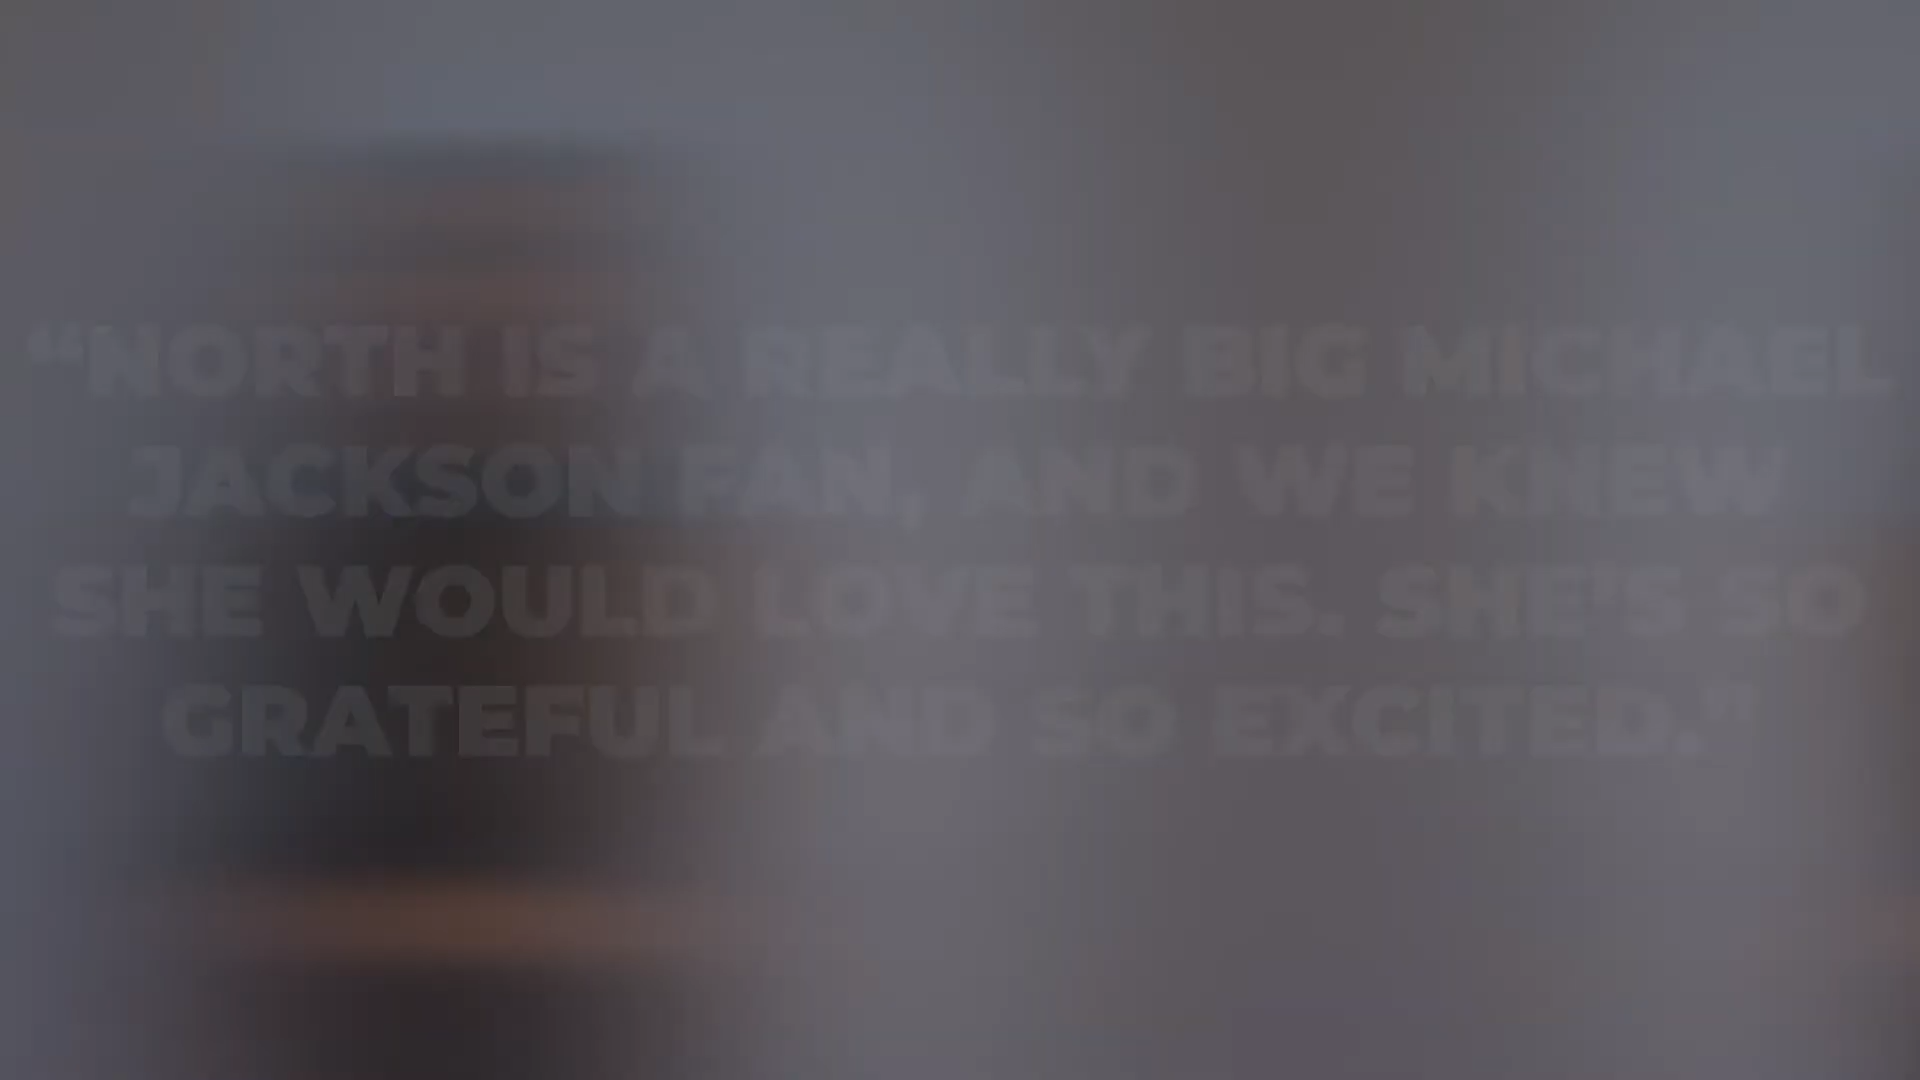 “NORTH IS A REALLY BIG MICHAEL
JACKSON FAN, AND WE KNEW
SHE WOULD LOVE THIS. SHE'S SO
GRATEFUL AND SO EXCITED."